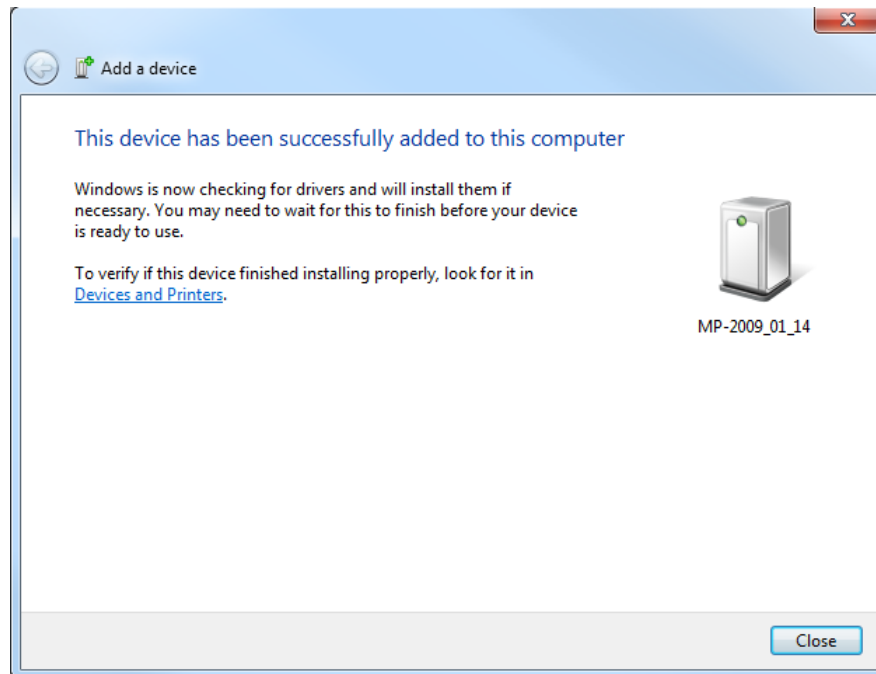 Add a device
This device has been successfully added to this computer
Windows is now checking for drivers and will install them if
necessary. You may need to wait for this to finish before your device
is ready to use.
To verify if this device finished installing properly, look for it in
Devices and Printers.
MP-2009_01_14
Close